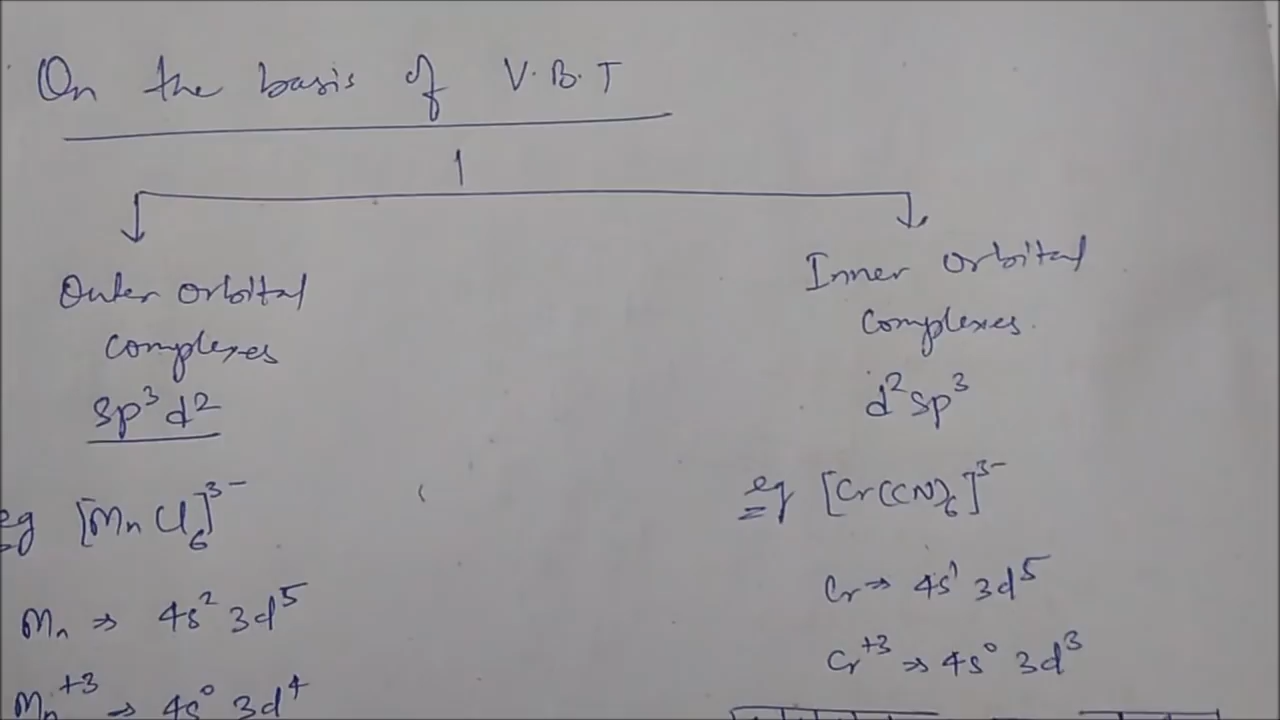 On the basis of V.B.T
Outer orbital
complexes
sp³d²
eg [MnCl₆]³⁻
Mn ⇒ 4s² 3d⁵
Mn⁺³ → 4s⁰ 3d⁴
Inner orbital
complexes.
d²sp³
eg [Cr(CN)₆]³⁻
Cr ⇒ 4s¹ 3d⁵
Cr⁺³ ⇒ 4s⁰ 3d³